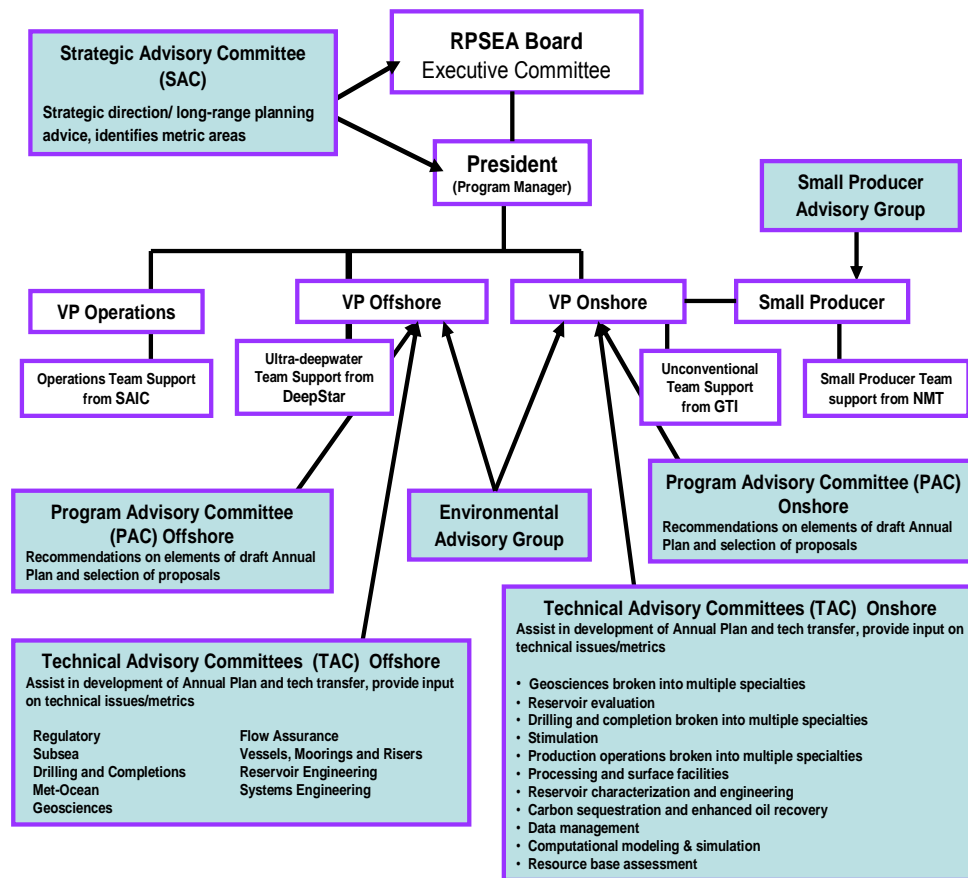 Strategic Advisory Committee
(SAC)
Strategic direction/ long-range planning
advice, identifies metric areas
RPSEA Board
Executive Committee
President
(Program Manager)
Small Producer
Advisory Group
VP Operations
VP Offshore
VP Onshore
Small Producer
Operations Team Support
from SAIC
Ultra-deepwater
Team Support from
DeepStar
Unconventional
Team Support
from GTI
Small Producer Team
support from NMT
Program Advisory Committee
(PAC) Offshore
Recommendations on elements of draft Annual
Plan and selection of proposals
Environmental
Advisory Group
Program Advisory Committee (PAC)
Onshore
Recommendations on elements of draft Annual
Plan and selection of proposals
Technical Advisory Committees (TAC) Offshore
Assist in development of Annual Plan and tech transfer, provide input
on technical issues/metrics
Regulatory
Subsea
Drilling and Completions
Met-Ocean
Geosciences
Flow Assurance
Vessels, Moorings and Risers
Reservoir Engineering
Systems Engineering
Technical Advisory Committees (TAC) Onshore
Assist in development of Annual Plan and tech transfer, provide input on
technical issues/metrics
• Geosciences broken into multiple specialties
• Reservoir evaluation
• Drilling and completion broken into multiple specialties
• Stimulation
• Production operations broken into multiple specialties
• Processing and surface facilities
• Reservoir characterization and engineering
• Carbon sequestration and enhanced oil recovery
• Data management
• Computational modeling & simulation
• Resource base assessment